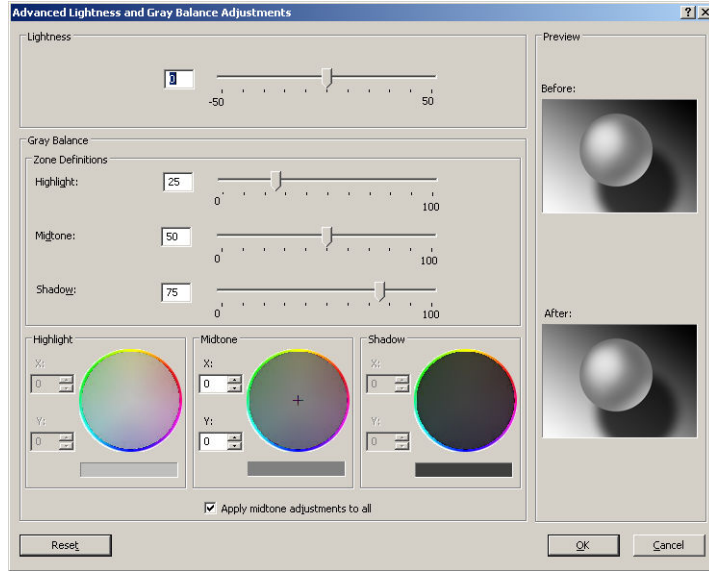 Advanced Lightness and Gray Balance Adjustments
Lightness
0
-50 50
Gray Balance
Zone Definitions
Highlight: 25
0 100
Midtone: 50
0 100
Shadow: 75
0 100
Highlight
X:
0
Y:
0
Midtone
X:
0
Y:
0
Shadow
X:
0
Y:
0
Apply midtone adjustments to all
Preview
Before:
After:
Reset
OK
Cancel